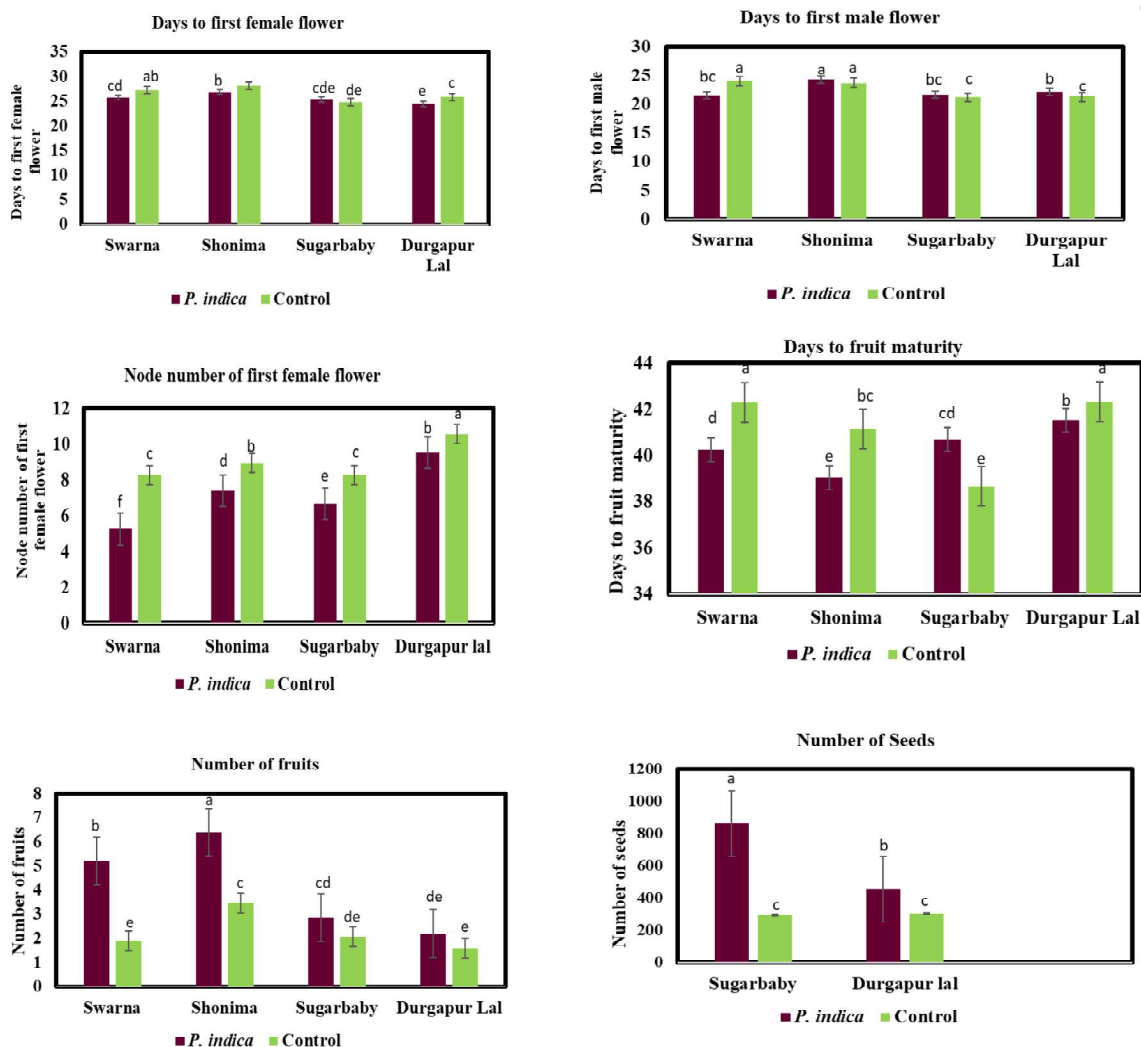 Days to first female flower
Days to first female
flower
35
30
25
20
15
10
5
0
cd
ab
b
cde
de
e
c
Swarna
Shonima
Sugarbaby
Durgapur
Lal
P. indica
Control
Days to first male flower
Days to first male
flower
30
25
20
15
10
5
0
bc
a
a
a
bc
c
b
c
Swarna
Shonima
Sugarbaby
Durgapur
Lal
P. indica
Control
Node number of first female flower
Node number of first
female flower
12
10
8
6
4
2
0
f
c
d
b
e
c
b
a
Swarna
Shonima
Sugarbaby
Durgapur lal
P. indica
Control
Days to fruit maturity
Days to fruit maturity
44
42
40
38
36
34
d
a
e
bc
cd
e
b
a
Swarna
Shonima
Sugarbaby
Durgapur Lal
P. indica
Control
Number of fruits
Number of fruits
8
7
6
5
4
3
2
1
0
b
e
a
c
cd
de
de
e
Swarna
Shonima
Sugarbaby
Durgapur Lal
P. indica
Control
Number of Seeds
Number of seeds
1200
1000
800
600
400
200
0
a
c
b
c
Sugarbaby
Durgapur lal
P. indica
Control